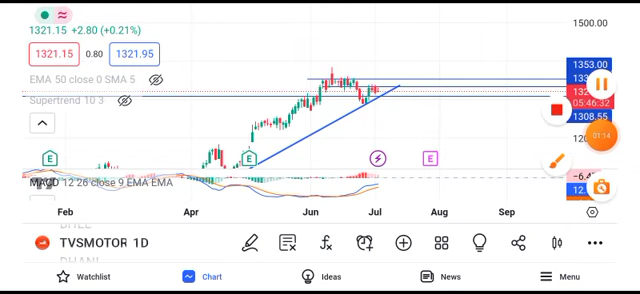 1321.15 +2.80 (+0.21%)
1321.15 0.80 1321.95
EMA 50 close 0 SMA 5
Supertrend 10 3
1500.00
1353.00
05:46:32
1308.55
01:14
E E E
MACD 12 26 close 9 EMA EMA
Feb Apr Jun Jul Aug Sep
TVSMOTOR 1D
Watchlist Chart Ideas News Menu